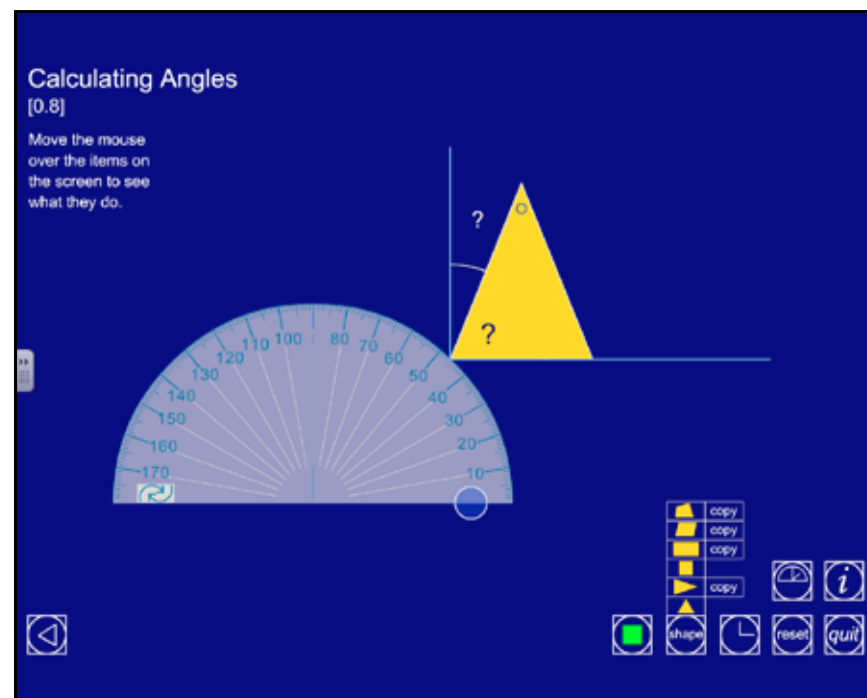 Calculating Angles
[0.8]
Move the mouse
over the items on
the screen to see
what they do.
?
?
170 160 150 140 130 120 110 100 80 70 60 50 40 30 20 10
copy
copy
copy
copy
shape
reset
quit
i